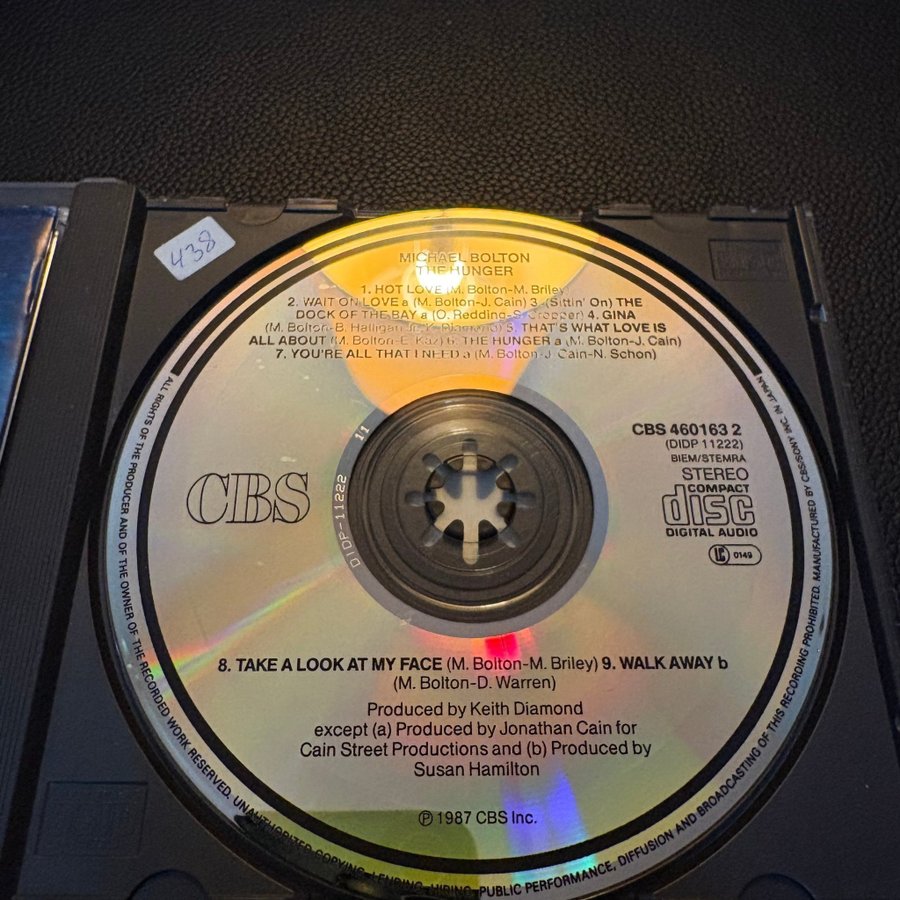 438
MICHAEL BOLTON
THE HUNGER
1. HOT LOVE (M. Bolton-M. Briley)
2. WAIT ON LOVE a (M. Bolton-J. Cain) 3. (Sittin' On) THE
DOCK OF THE BAY a (O. Redding-S. Cropper) 4. GINA
(M. Bolton-B. Halligan Jr.-K. Diamond) 5. THAT'S WHAT LOVE IS
ALL ABOUT (M. Bolton-E. Kaz) 6. THE HUNGER a (M. Bolton-J. Cain)
7. YOU'RE ALL THAT I NEED a (M. Bolton-J. Cain-N. Schon)
CBS
CBS 460163 2
(DIDP 11222)
BIEM/STEMRA
STEREO
COMPACT
disc
DIGITAL AUDIO
LC 0149
DIDP-11222 11
8. TAKE A LOOK AT MY FACE (M. Bolton-M. Briley) 9. WALK AWAY b
(M. Bolton-D. Warren)
Produced by Keith Diamond
except (a) Produced by Jonathan Cain for
Cain Street Productions and (b) Produced by
Susan Hamilton
℗ 1987 CBS Inc.
ALL RIGHTS OF THE PRODUCER AND OF THE OWNER OF THE RECORDED WORK RESERVED. UNAUTHORIZED COPYING, LENDING, HIRING, PUBLIC PERFORMANCE, DIFFUSION AND BROADCASTING OF THIS RECORDING PROHIBITED. MANUFACTURED BY CBS/SONY INC. IN JAPAN